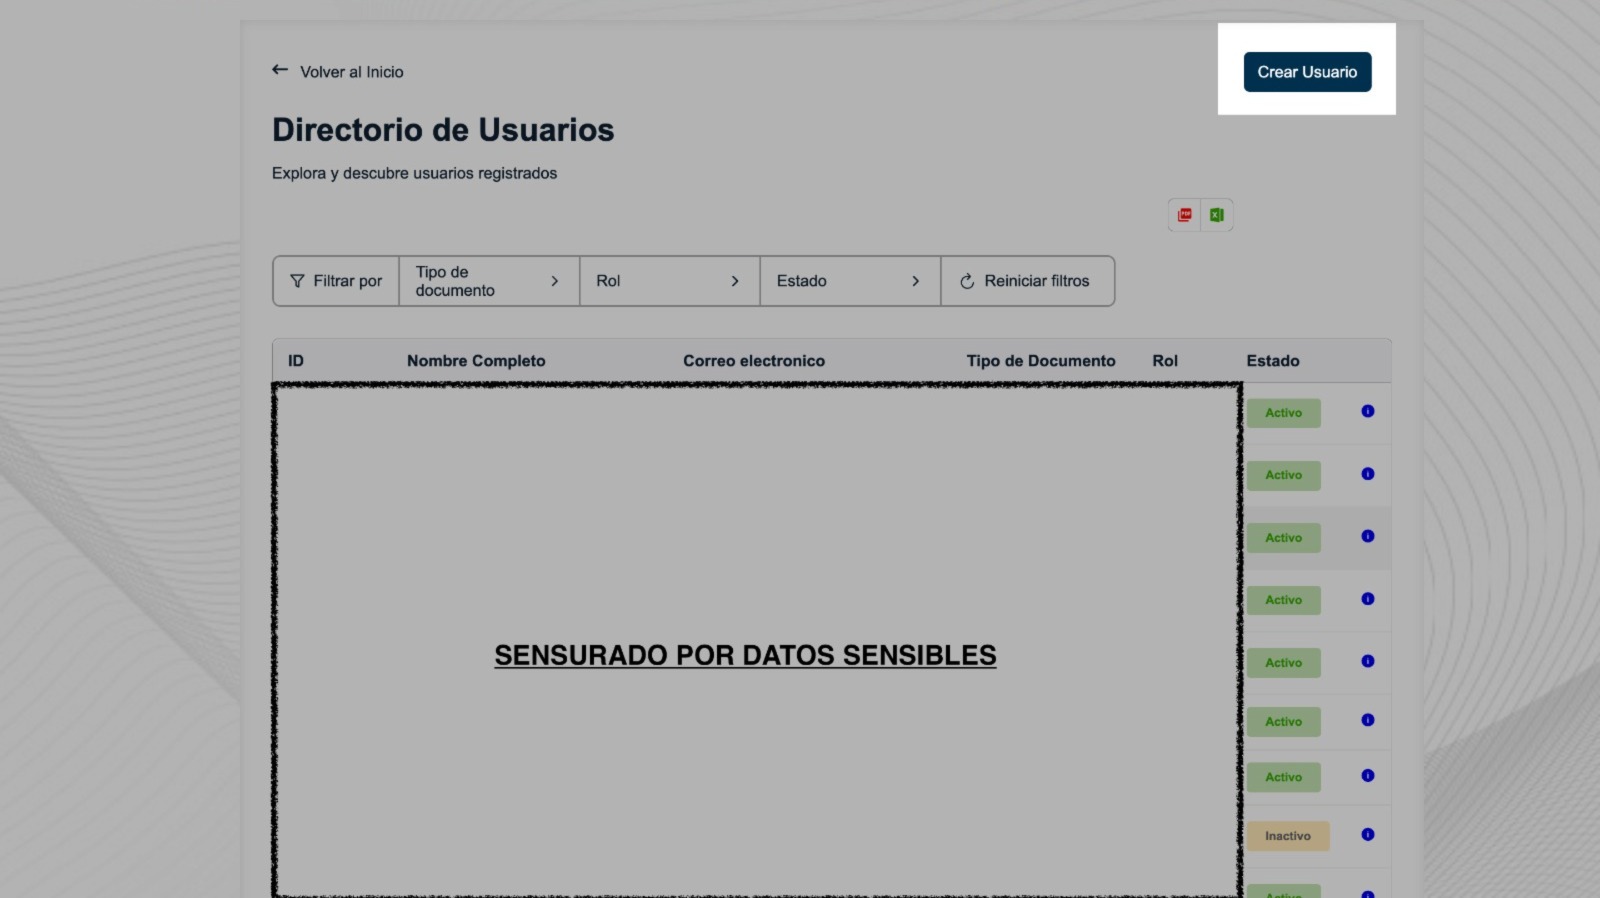 Volver al Inicio
Crear Usuario
Directorio de Usuarios
Explora y descubre usuarios registrados
PDF
X
Filtrar por
Tipo de
documento
Rol
Estado
Reiniciar filtros
ID
Nombre Completo
Correo electronico
Tipo de Documento
Rol
Estado
Activo
Activo
Activo
Activo
SENSURADO POR DATOS SENSIBLES
Activo
Activo
Activo
Inactivo
Activo